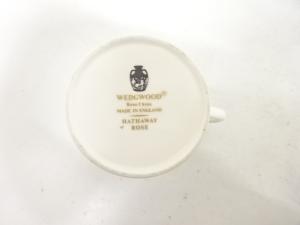 WEDGWOOD®
Bone China
MADE IN ENGLAND
HATHAWAY
ROSE